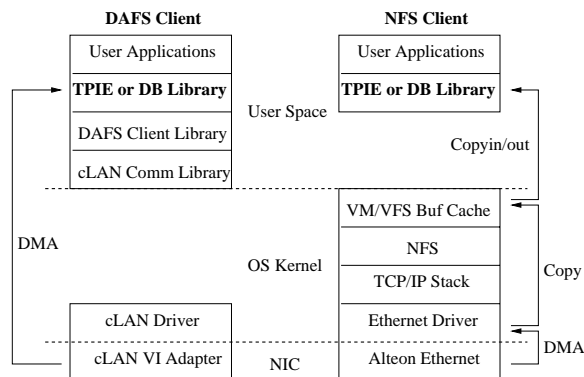 DAFS Client
NFS Client
User Applications
User Applications
TPIE or DB Library
TPIE or DB Library
User Space
DAFS Client Library
Copyin/out
cLAN Comm Library
VM/VFS Buf Cache
DMA
NFS
OS Kernel
Copy
TCP/IP Stack
cLAN Driver
Ethernet Driver
DMA
cLAN VI Adapter
NIC
Alteon Ethernet